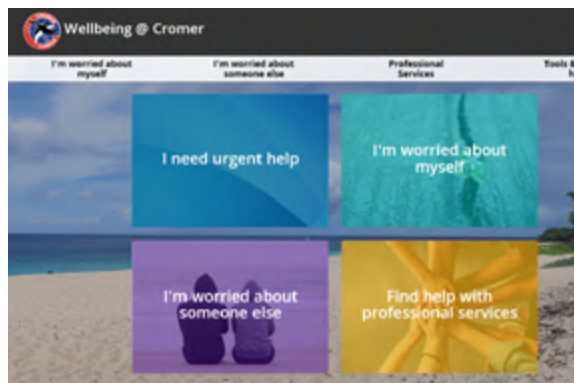 Wellbeing @ Cromer
I'm worried about
myself
I'm worried about
someone else
Professional
Services
Tools &
I need urgent help
I'm worried about
myself
I'm worried about
someone else
Find help with
professional services